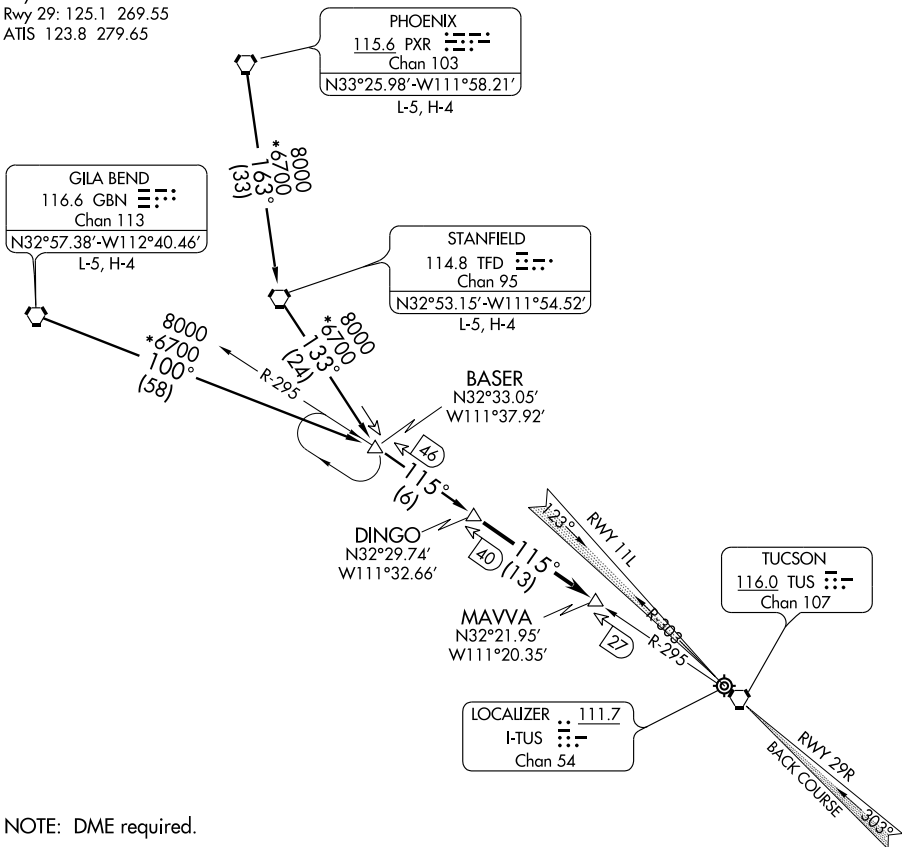 Rwy 29: 125.1 269.55
ATIS 123.8 279.65
PHOENIX
115.6 PXR
Chan 103
N33°25.98'-W111°58.21'
L-5, H-4
8000
*6700
163°
(33)
GILA BEND
116.6 GBN
Chan 113
N32°57.38'-W112°40.46'
L-5, H-4
STANFIELD
114.8 TFD
Chan 95
N32°53.15'-W111°54.52'
L-5, H-4
8000
*6700
100°
(58)
R-295
8000
*6700
133°
(24)
BASER
N32°33.05'
W111°37.92'
46
115°
(6)
DINGO
N32°29.74'
W111°32.66'
40
115°
(13)
123°
RWY 11L
MAVVA
N32°21.95'
W111°20.35'
27
R-303
R-295
TUCSON
116.0 TUS
Chan 107
LOCALIZER 111.7
I-TUS
Chan 54
RWY 29R
BACK COURSE
303°
NOTE: DME required.